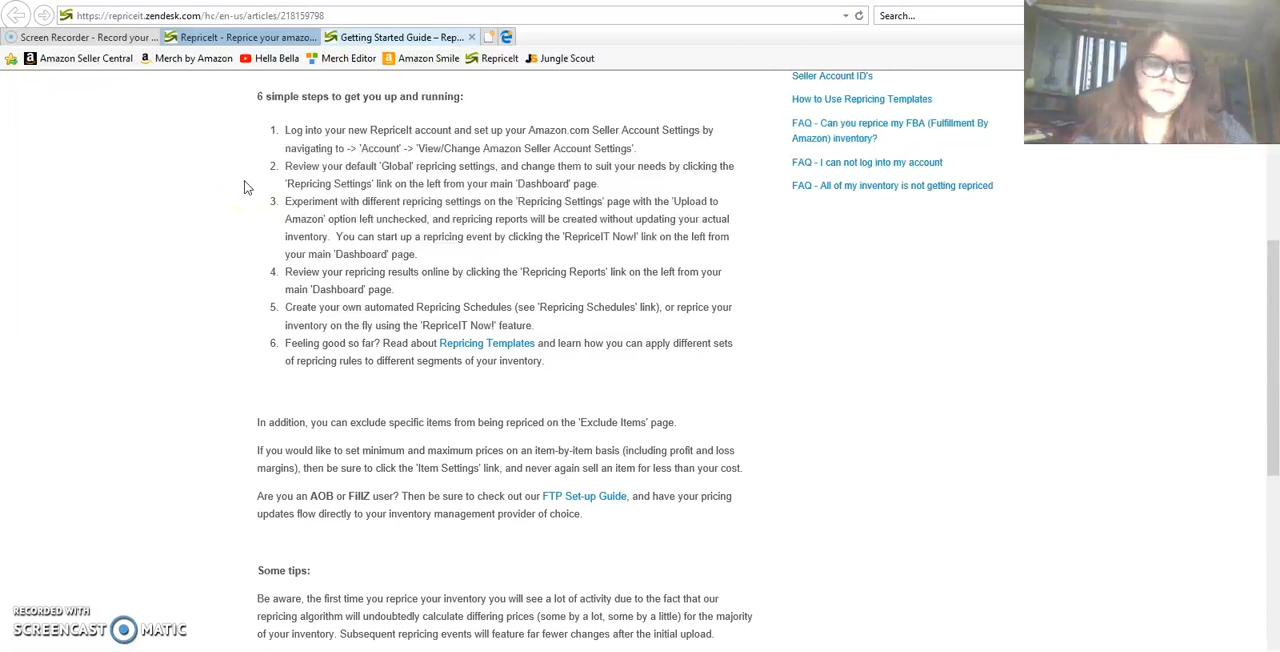 https://repriceit.zendesk.com/hc/en-us/articles/218159798
Search...
Screen Recorder - Record your ...
RepriceIt - Reprice your amazo...
Getting Started Guide – Rep...
Amazon Seller Central
Merch by Amazon
Hella Bella
Merch Editor
Amazon Smile
RepriceIt
Jungle Scout
6 simple steps to get you up and running:
1. Log into your new RepriceIt account and set up your Amazon.com Seller Account Settings by
navigating to -> 'Account' -> 'View/Change Amazon Seller Account Settings'.
2. Review your default 'Global' repricing settings, and change them to suit your needs by clicking the
'Repricing Settings' link on the left from your main 'Dashboard' page.
3. Experiment with different repricing settings on the 'Repricing Settings' page with the 'Upload to
Amazon' option left unchecked, and repricing reports will be created without updating your actual
inventory.  You can start up a repricing event by clicking the 'RepriceIT Now!' link on the left from
your main 'Dashboard' page.
4. Review your repricing results online by clicking the 'Repricing Reports' link on the left from your
main 'Dashboard' page.
5. Create your own automated Repricing Schedules (see 'Repricing Schedules' link), or reprice your
inventory on the fly using the 'RepriceIT Now!' feature.
6. Feeling good so far? Read about Repricing Templates and learn how you can apply different sets
of repricing rules to different segments of your inventory.
In addition, you can exclude specific items from being repriced on the 'Exclude Items' page.
If you would like to set minimum and maximum prices on an item-by-item basis (including profit and loss
margins), then be sure to click the 'Item Settings' link, and never again sell an item for less than your cost.
Are you an AOB or FillZ user? Then be sure to check out our FTP Set-up Guide, and have your pricing
updates flow directly to your inventory management provider of choice.
Some tips:
Be aware, the first time you reprice your inventory you will see a lot of activity due to the fact that our
repricing algorithm will undoubtedly calculate differing prices (some by a lot, some by a little) for the majority
of your inventory. Subsequent repricing events will feature far fewer changes after the initial upload.
Seller Account ID's
How to Use Repricing Templates
FAQ - Can you reprice my FBA (Fulfillment By
Amazon) inventory?
FAQ - I can not log into my account
FAQ - All of my inventory is not getting repriced
RECORDED WITH
SCREENCAST MATIC